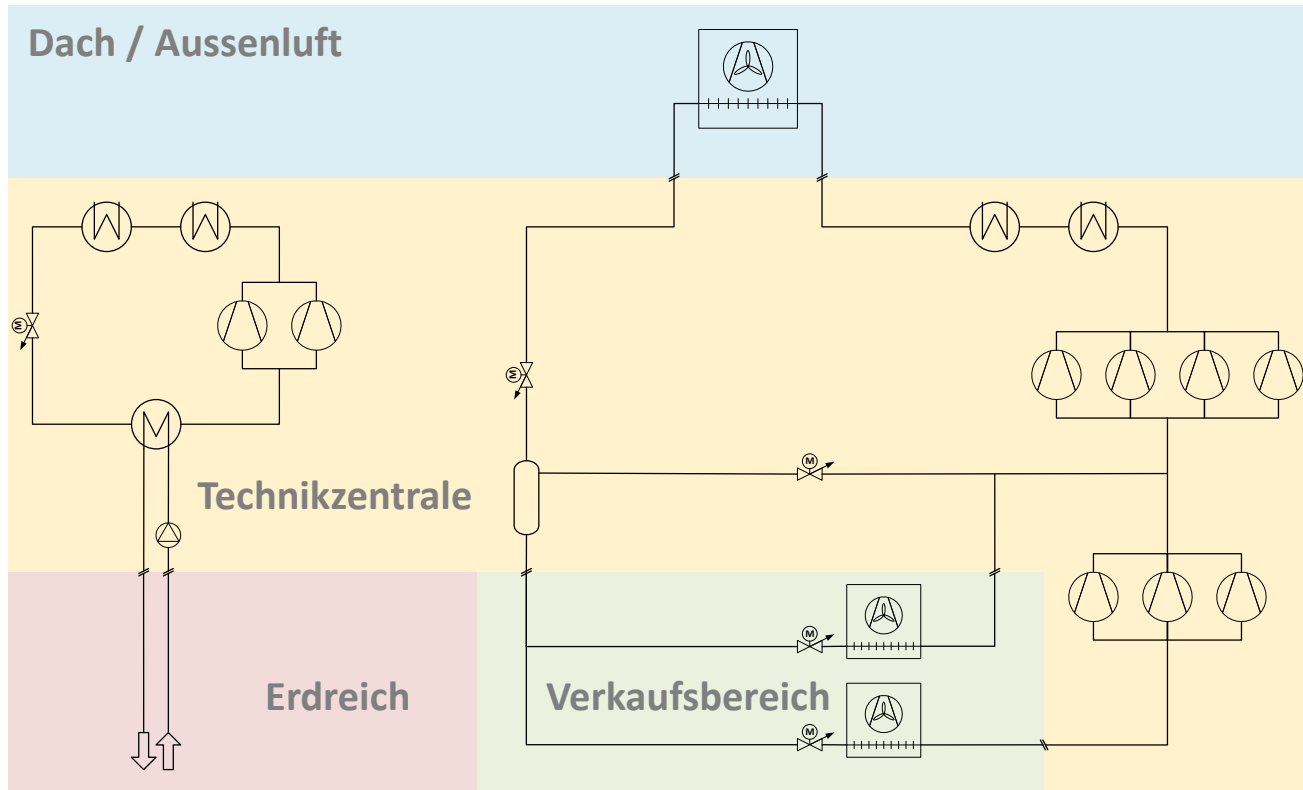 Dach / Aussenluft
M
M
M
Technikzentrale
M
Erdreich
Verkaufsbereich
M